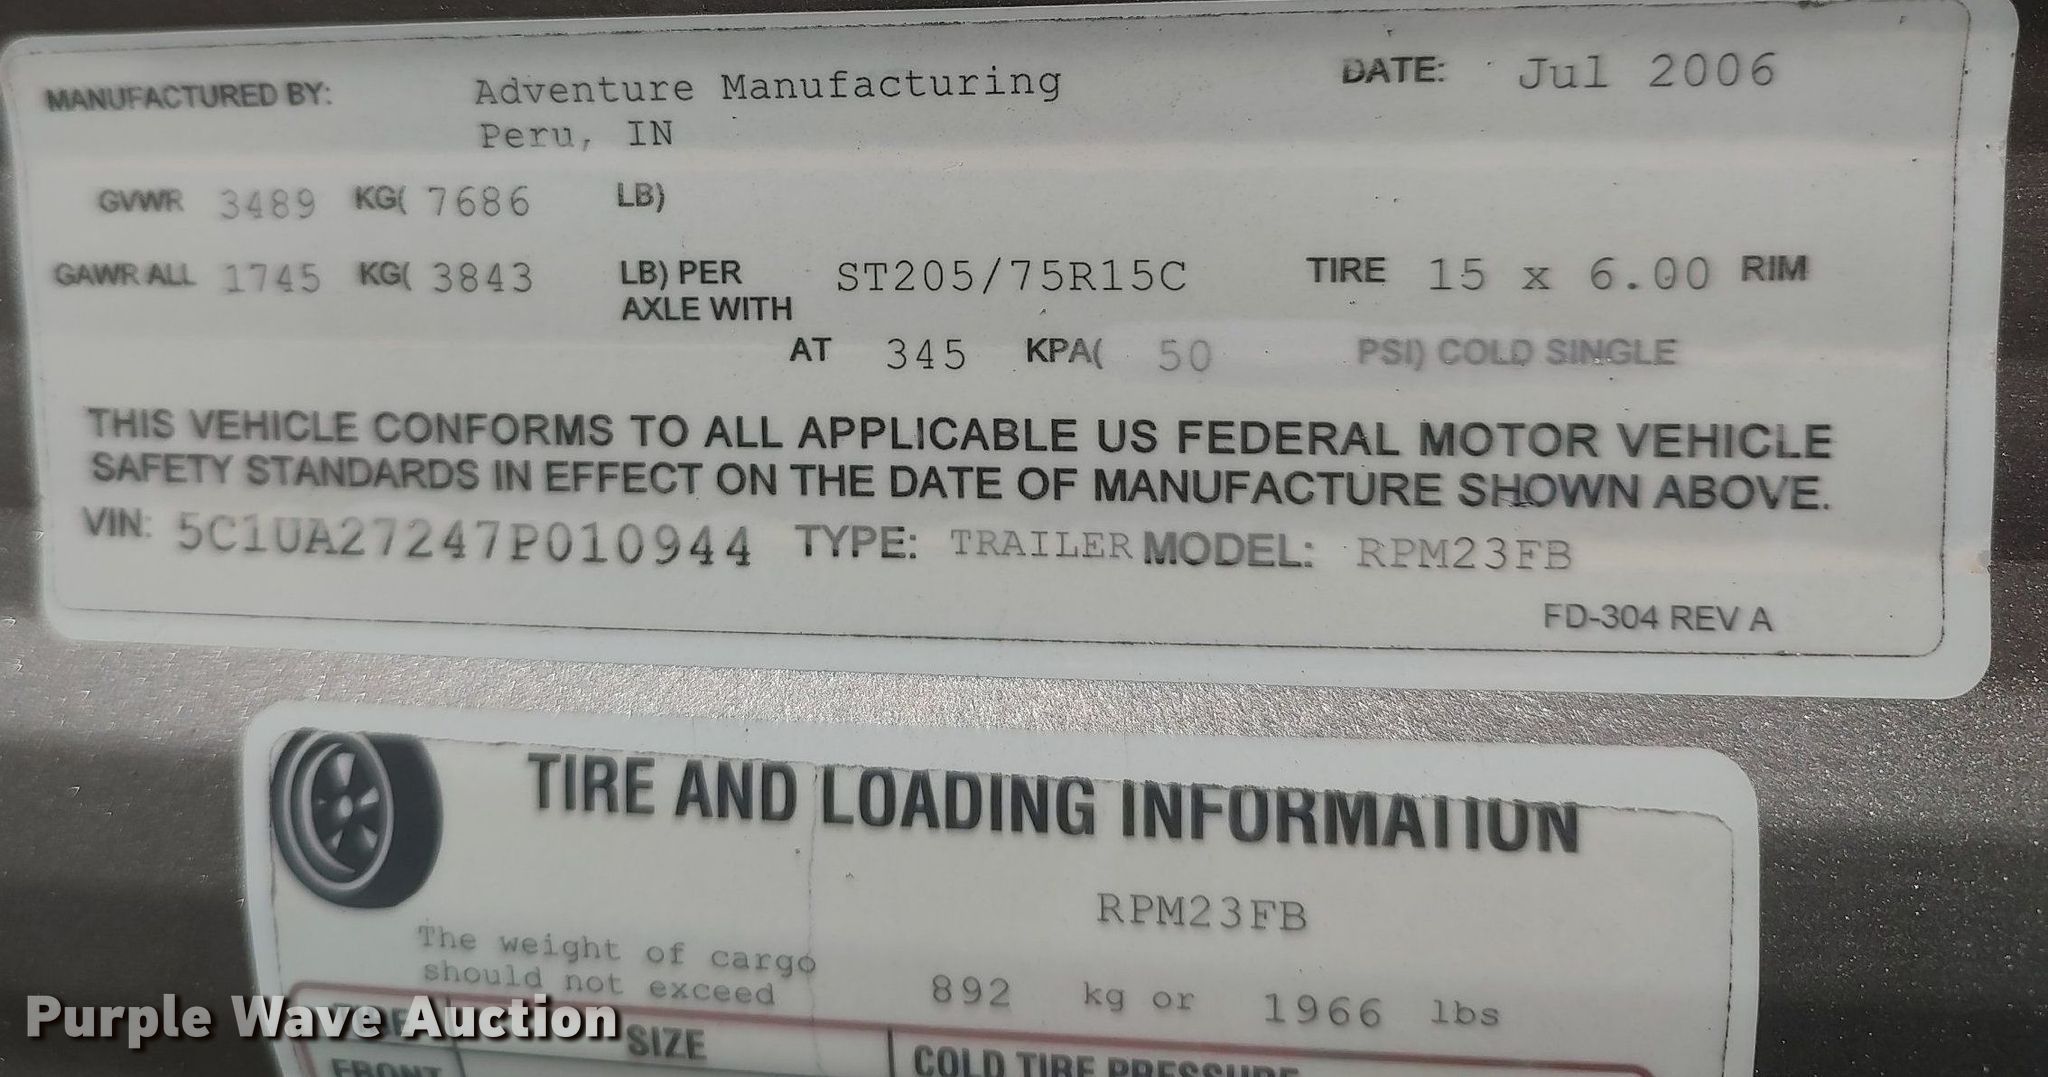 MANUFACTURED BY: Adventure Manufacturing DATE: Jul 2006
Peru, IN
GVWR 3489 KG( 7686 LB)
GAWR ALL 1745 KG( 3843 LB) PER ST205/75R15C TIRE 15 x 6.00 RIM
AXLE WITH
AT 345 KPA( 50 PSI) COLD SINGLE
THIS VEHICLE CONFORMS TO ALL APPLICABLE US FEDERAL MOTOR VEHICLE
SAFETY STANDARDS IN EFFECT ON THE DATE OF MANUFACTURE SHOWN ABOVE.
VIN: 5C1UA27247P010944 TYPE: TRAILER MODEL: RPM23FB
FD-304 REV A
TIRE AND LOADING INFORMATION
RPM23FB
The weight of cargo
should not exceed 892 kg or 1966 lbs
Purple Wave Auction
SIZE COLD TIRE PRESSURE
FRONT